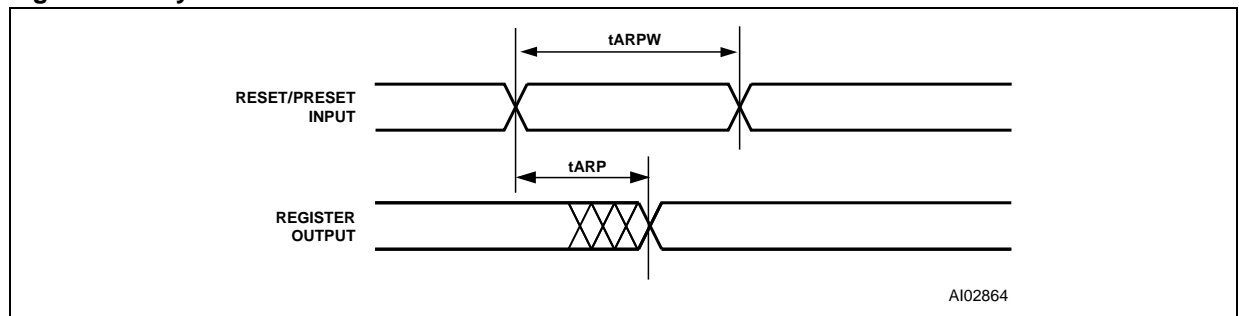 tARPW
RESET/PRESET
INPUT
tARP
REGISTER
OUTPUT
AI02864